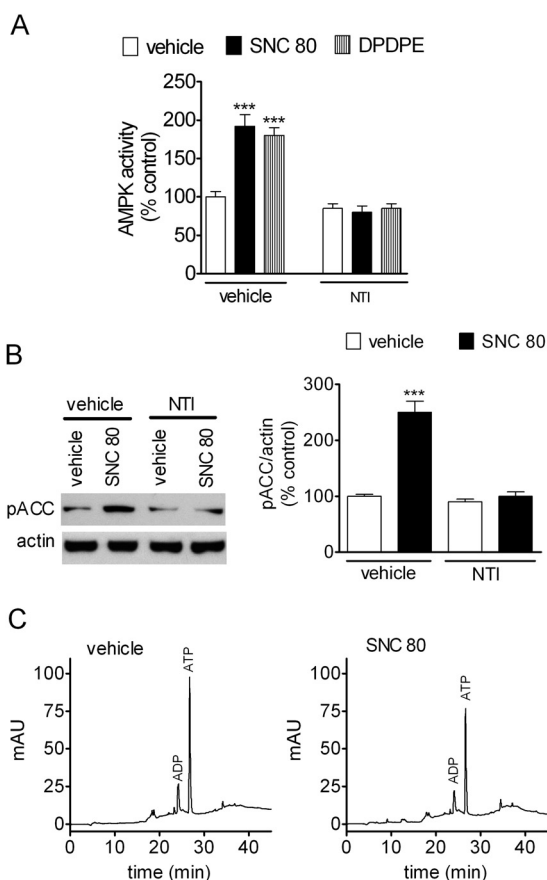 A
vehicle SNC 80 DPDPE
AMPK activity
(% control)
250
200
150
100
50
0
*** ***
vehicle NTI
B
vehicle SNC 80
vehicle NTI
vehicle SNC 80 vehicle SNC 80
pACC
actin
pACC/actin
(% control)
300
200
100
0
***
vehicle NTI
C
vehicle
mAU
100
75
50
25
0
ADP ATP
0 10 20 30 40
time (min)
SNC 80
mAU
100
75
50
25
0
ADP ATP
0 10 20 30 40
time (min)